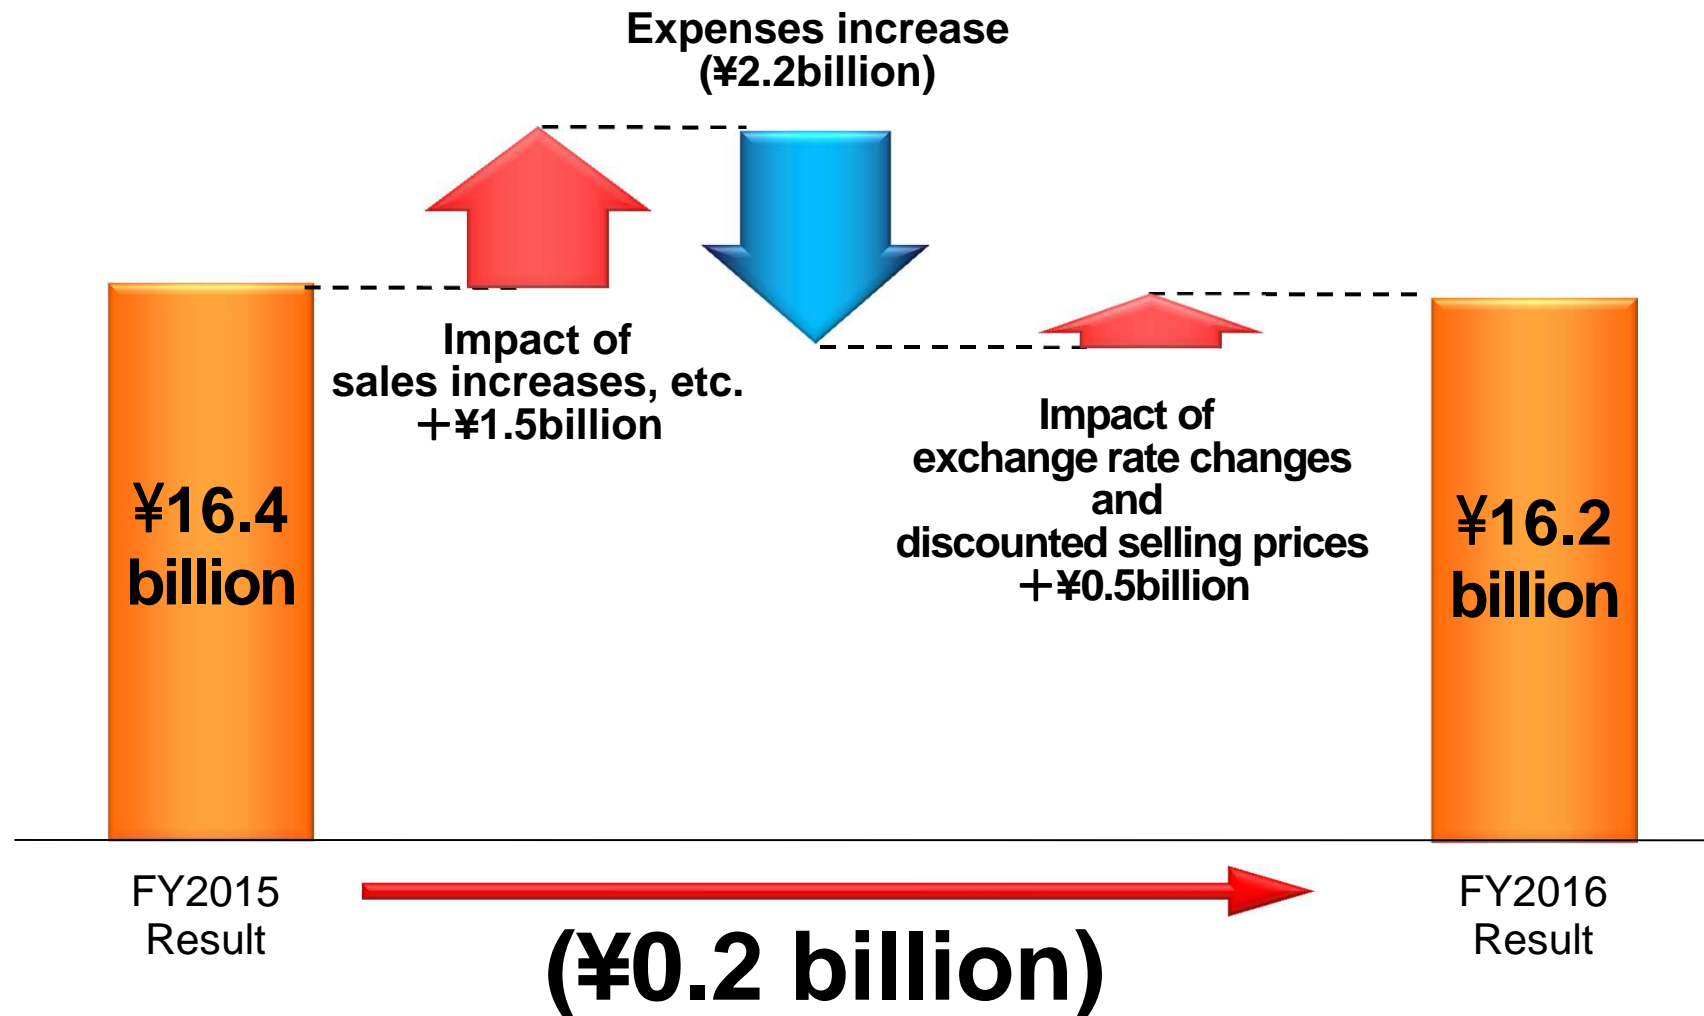 Expenses increase
(¥2.2billion)
Impact of
sales increases, etc.
＋¥1.5billion
Impact of
exchange rate changes
and
discounted selling prices
＋¥0.5billion
¥16.4
billion
¥16.2
billion
FY2015
Result
FY2016
Result
(¥0.2 billion)